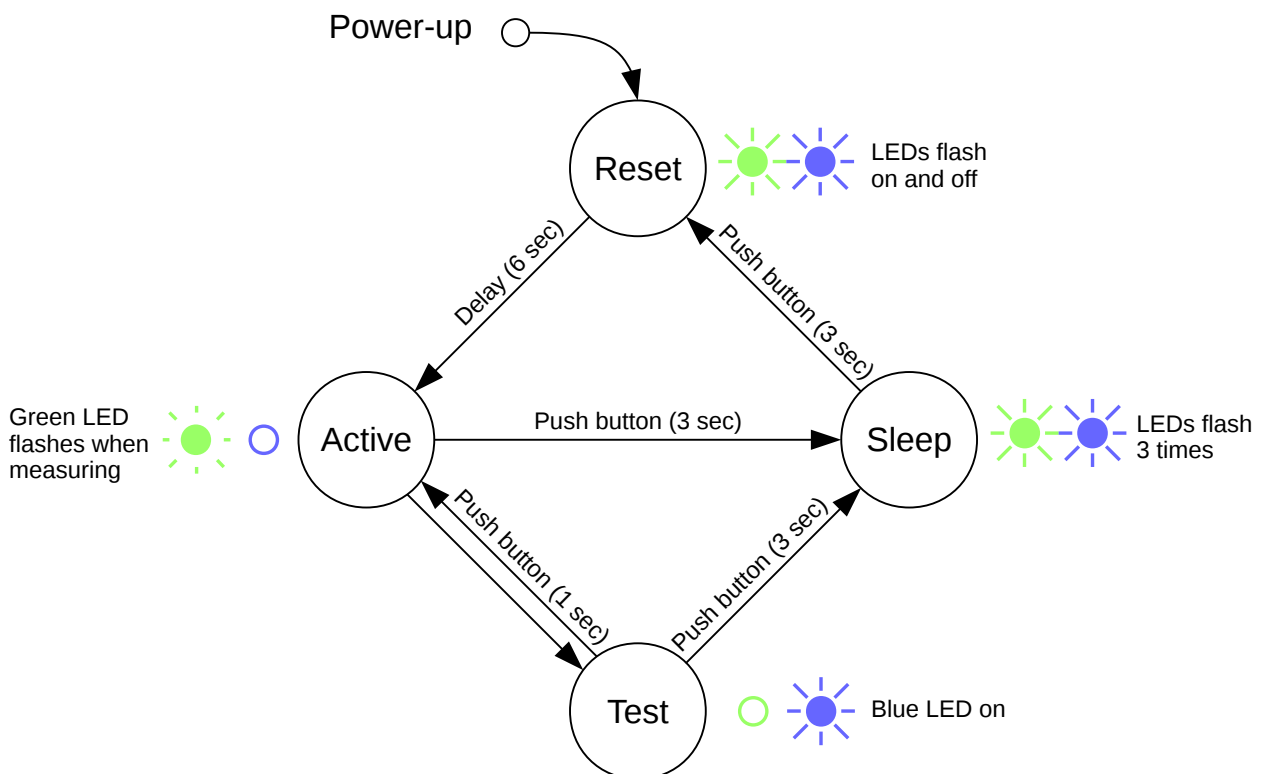 Power-up
Reset
LEDs flash
on and off
Delay (6 sec)
Push button (3 sec)
Green LED
flashes when
measuring
Active
Push button (3 sec)
Sleep
LEDs flash
3 times
Push button (1 sec)
Push button (3 sec)
Test
Blue LED on